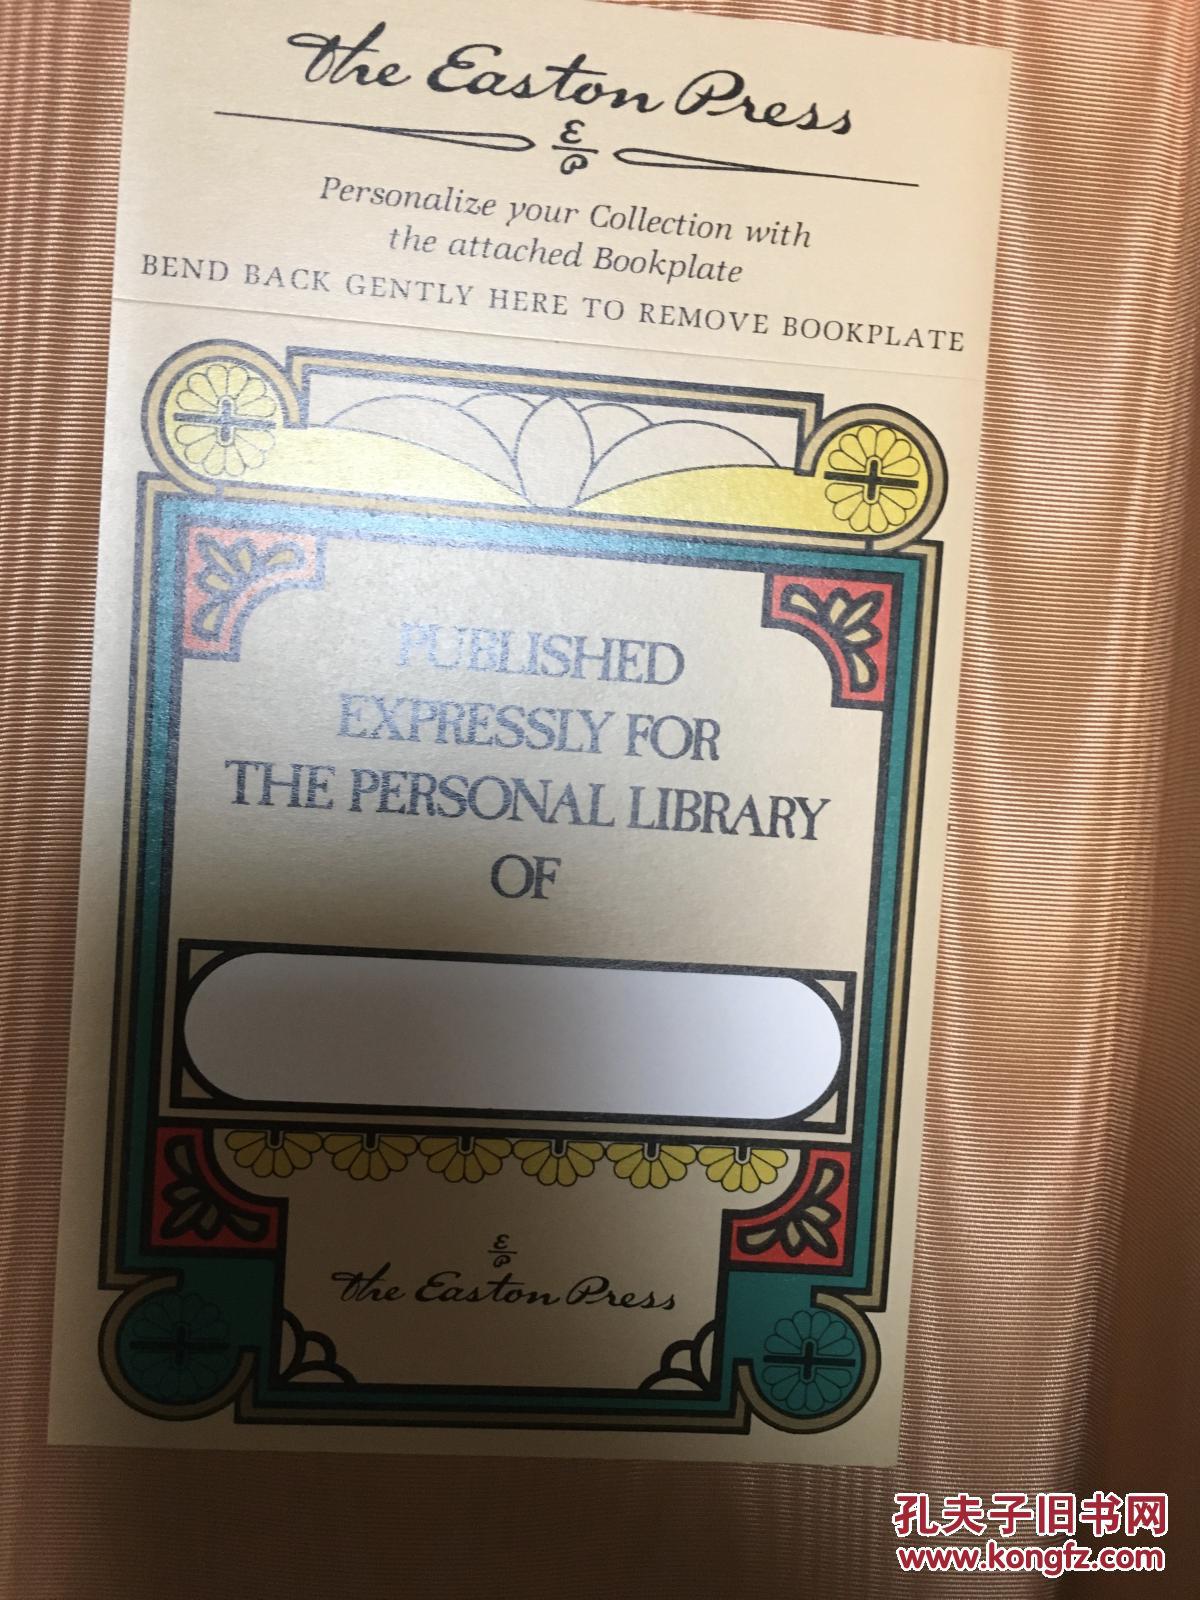 The Easton Press
E
P
Personalize your Collection with
the attached Bookplate
BEND BACK GENTLY HERE TO REMOVE BOOKPLATE
PUBLISHED
EXPRESSLY FOR
THE PERSONAL LIBRARY
OF
E
P
The Easton Press
孔夫子旧书网
www.kongfz.com